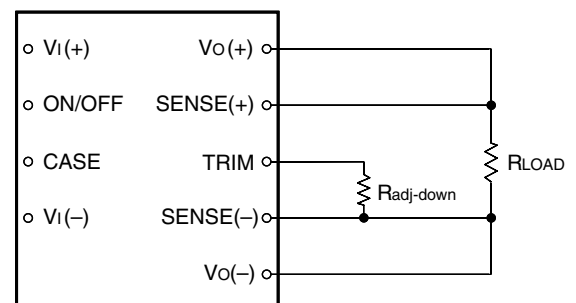 VI(+) VO(+)
ON/OFF SENSE(+)
CASE TRIM RLOAD
Radj-down
VI(–) SENSE(–)
VO(–)